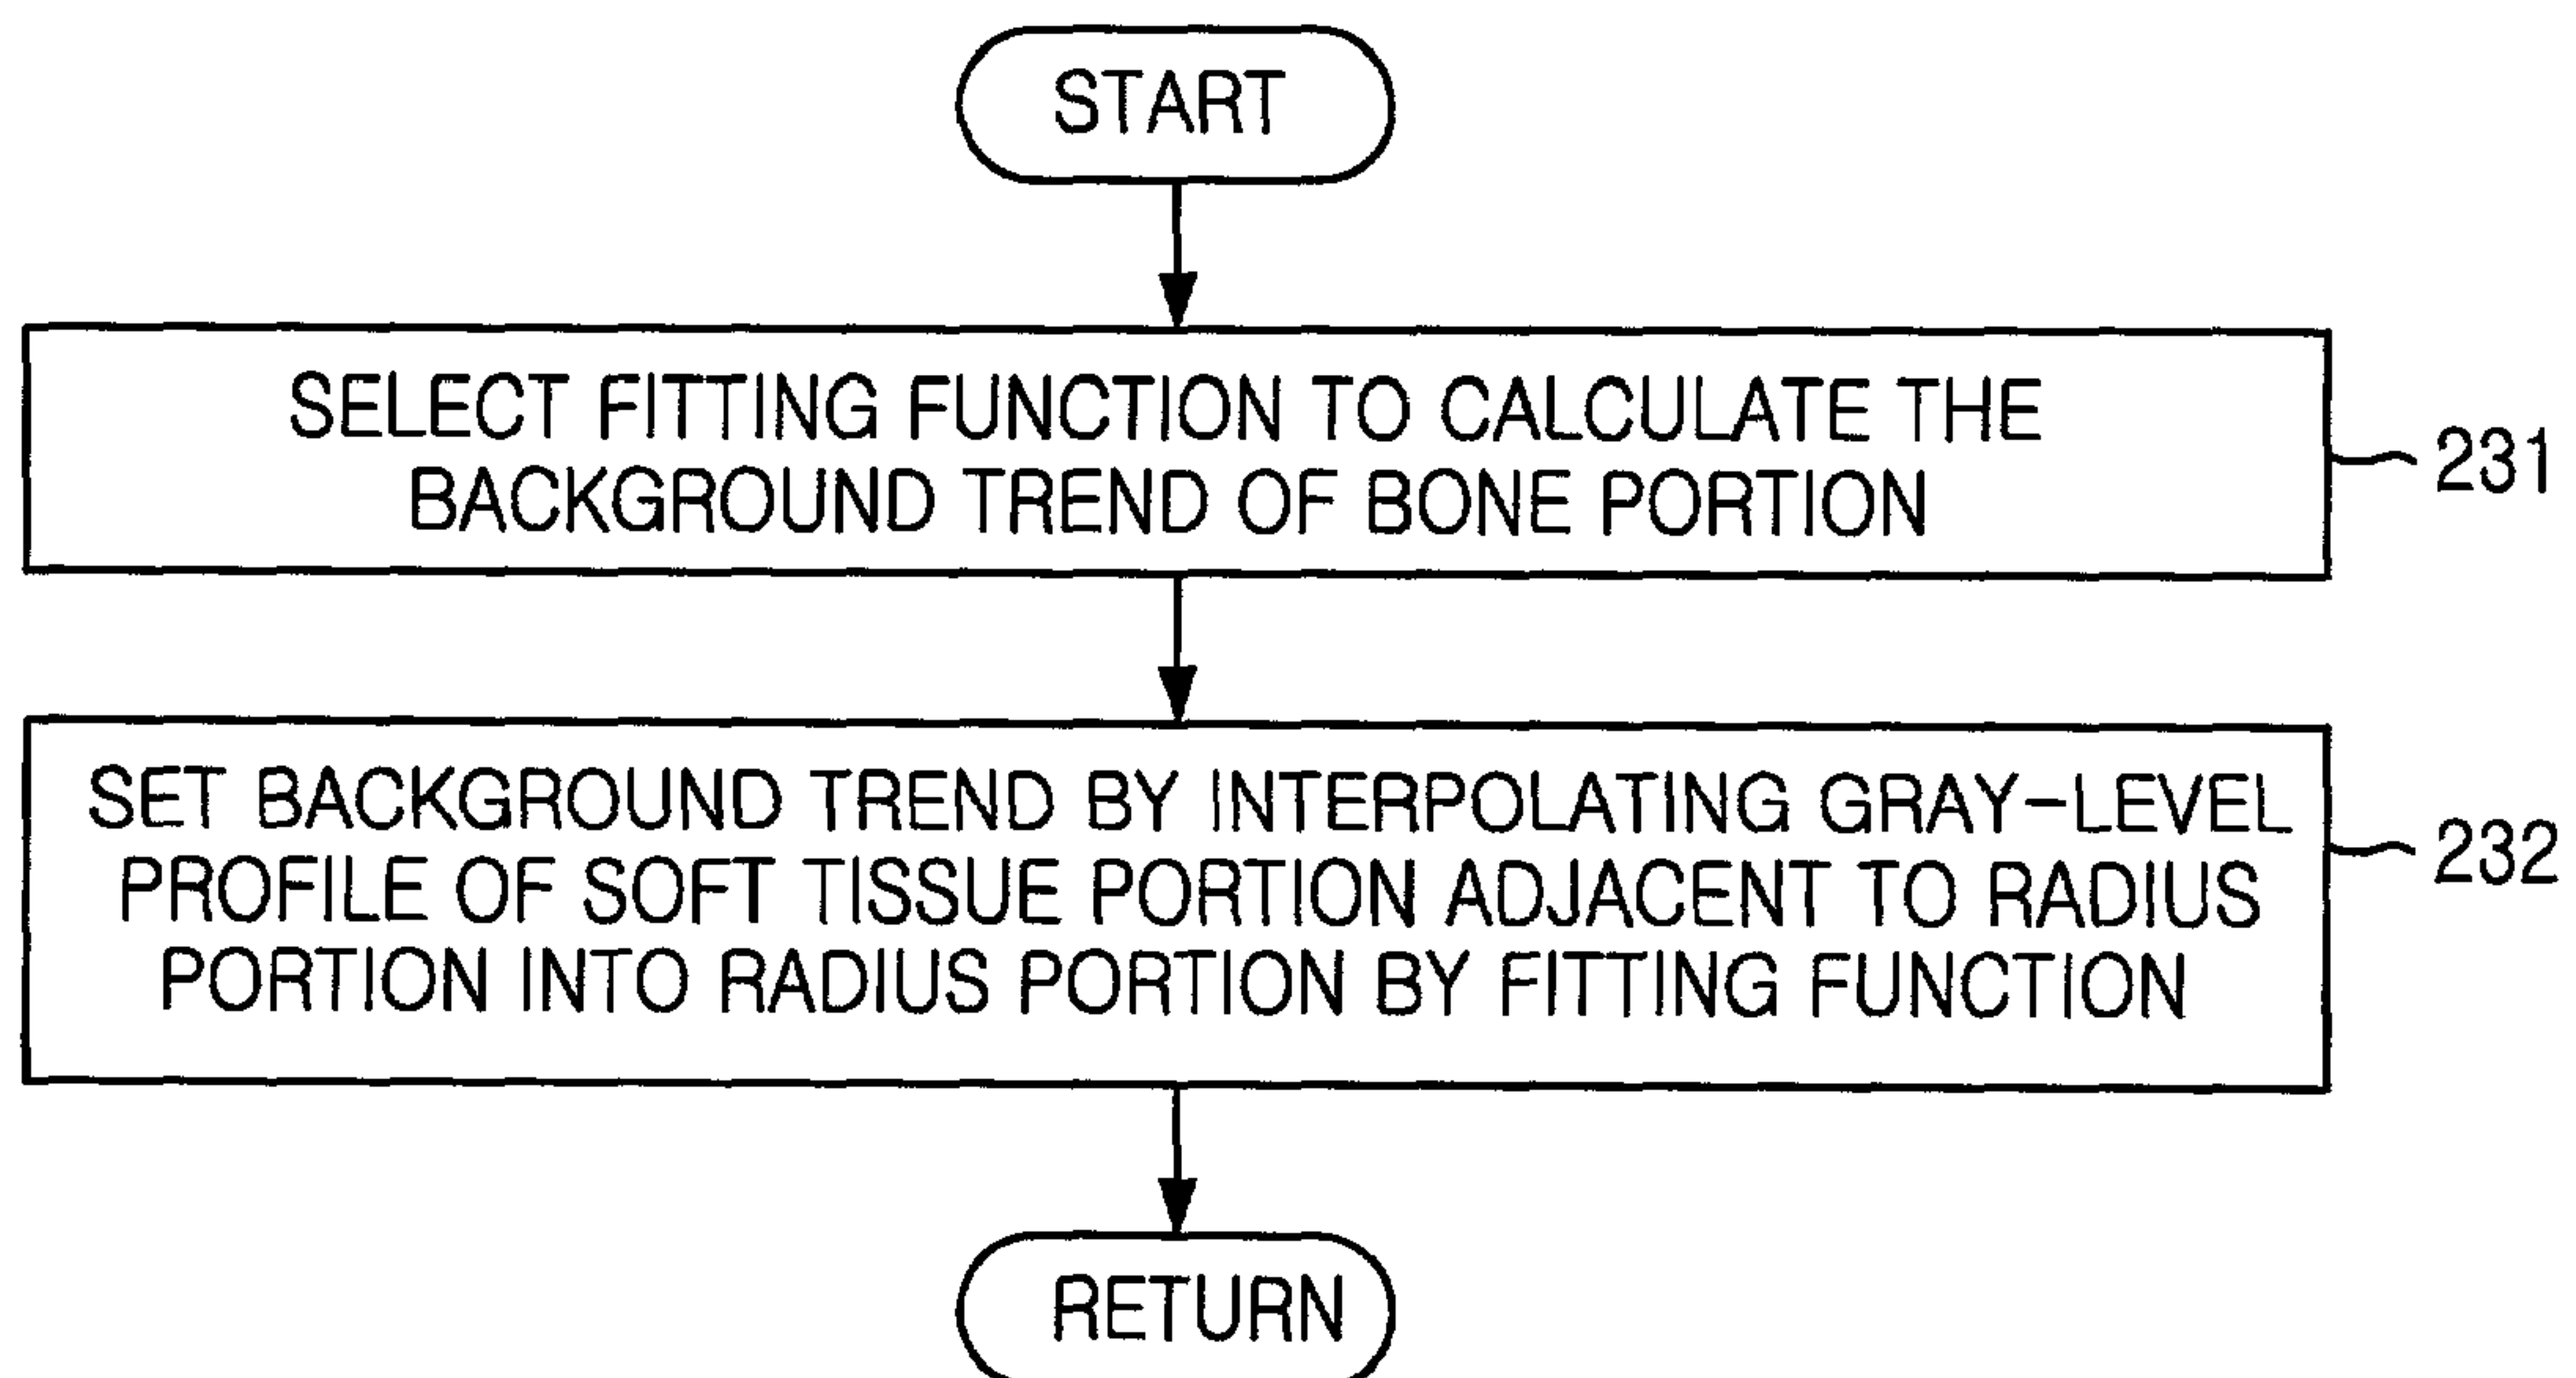 START
SELECT FITTING FUNCTION TO CALCULATE THE
BACKGROUND TREND OF BONE PORTION
231
SET BACKGROUND TREND BY INTERPOLATING GRAY-LEVEL
PROFILE OF SOFT TISSUE PORTION ADJACENT TO RADIUS
PORTION INTO RADIUS PORTION BY FITTING FUNCTION
232
RETURN